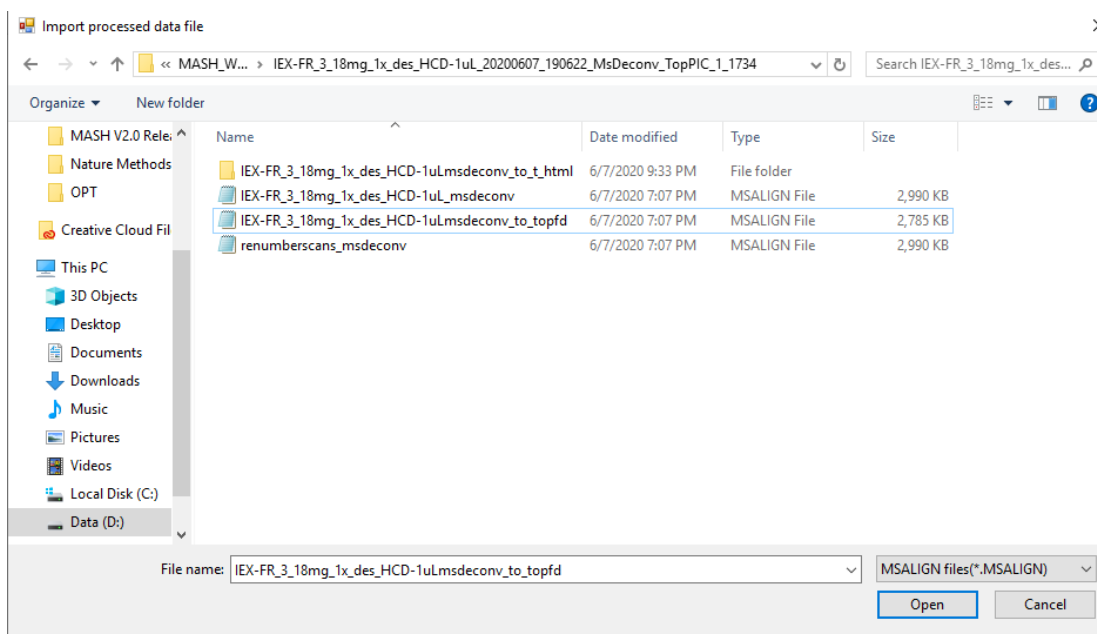 Import processed data file
« MASH_W... › IEX-FR_3_18mg_1x_des_HCD-1uL_20200607_190622_MsDeconv_TopPIC_1_1734
Search IEX-FR_3_18mg_1x_des...
Organize
New folder
Name
Date modified
Type
Size
IEX-FR_3_18mg_1x_des_HCD-1uLmsdeconv_to_t_html 6/7/2020 9:33 PM File folder
IEX-FR_3_18mg_1x_des_HCD-1uL_msdeconv 6/7/2020 7:07 PM MSALIGN File 2,990 KB
IEX-FR_3_18mg_1x_des_HCD-1uLmsdeconv_to_topfd 6/7/2020 7:07 PM MSALIGN File 2,785 KB
renumberscans_msdeconv 6/7/2020 7:07 PM MSALIGN File 2,990 KB
MASH V2.0 Rele
Nature Methods
OPT
Creative Cloud Fil
This PC
3D Objects
Desktop
Documents
Downloads
Music
Pictures
Videos
Local Disk (C:)
Data (D:)
File name: IEX-FR_3_18mg_1x_des_HCD-1uLmsdeconv_to_topfd
MSALIGN files(*.MSALIGN)
Open
Cancel